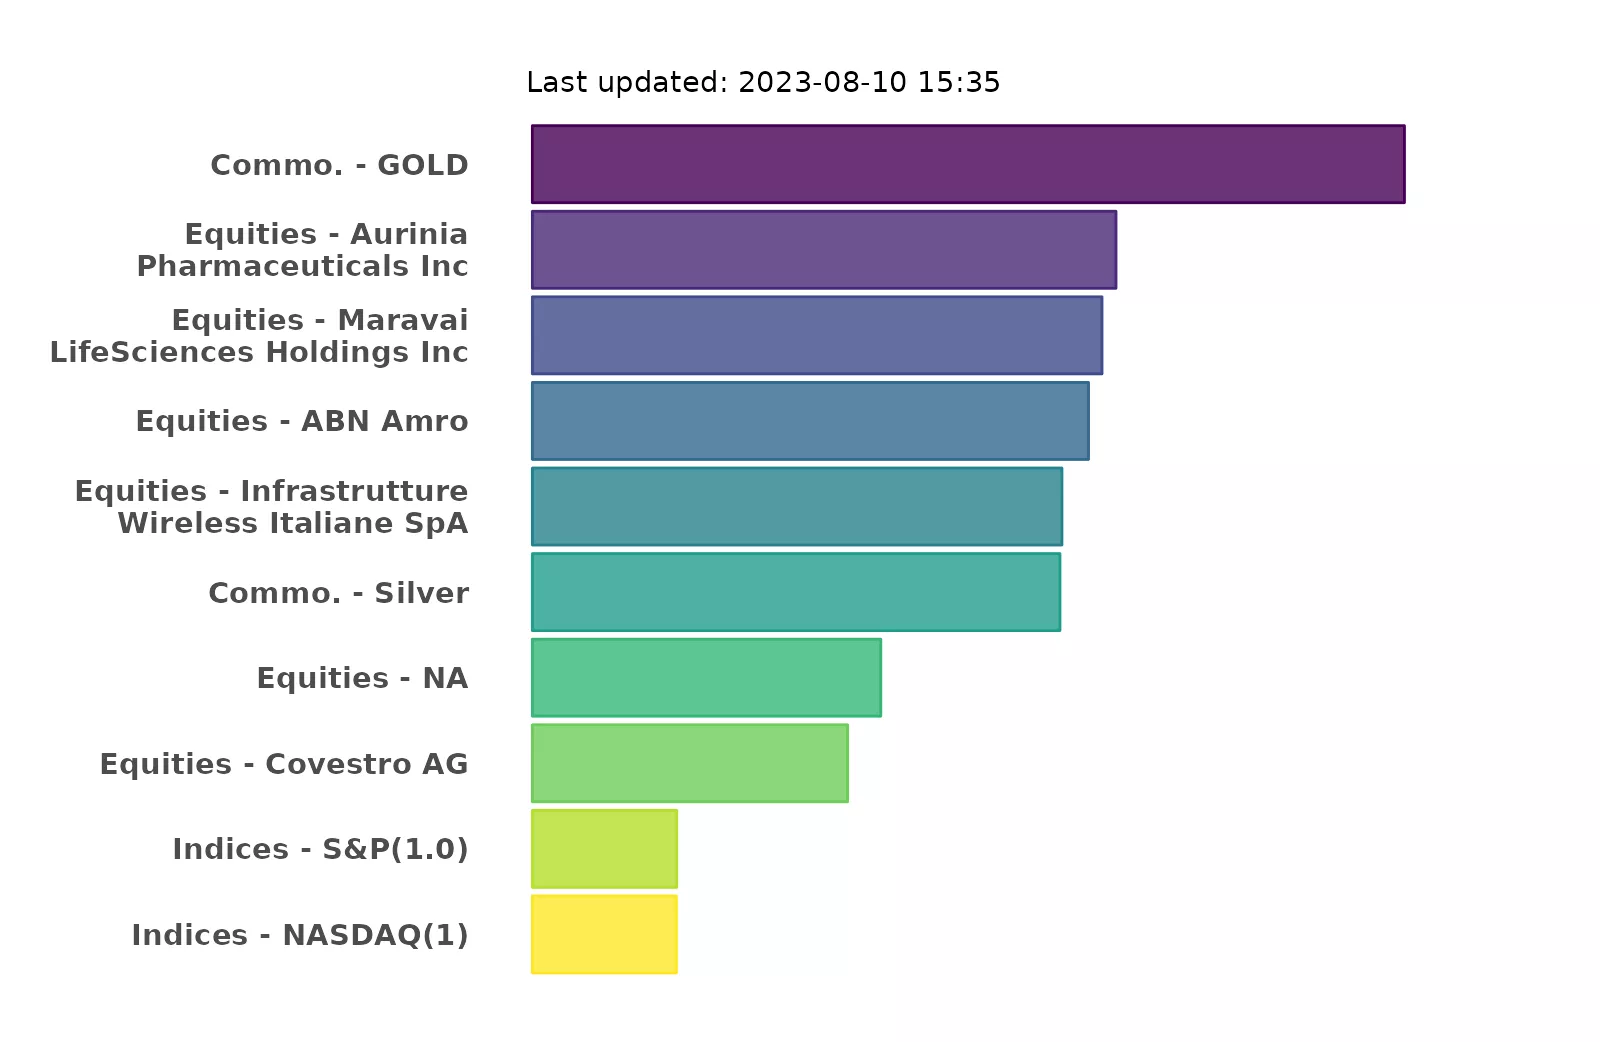 Last updated: 2023-08-10 15:35
Commo. - GOLD
Equities - Aurinia
Pharmaceuticals Inc
Equities - Maravai
LifeSciences Holdings Inc
Equities - ABN Amro
Equities - Infrastrutture
Wireless Italiane SpA
Commo. - Silver
Equities - NA
Equities - Covestro AG
Indices - S&P(1.0)
Indices - NASDAQ(1)